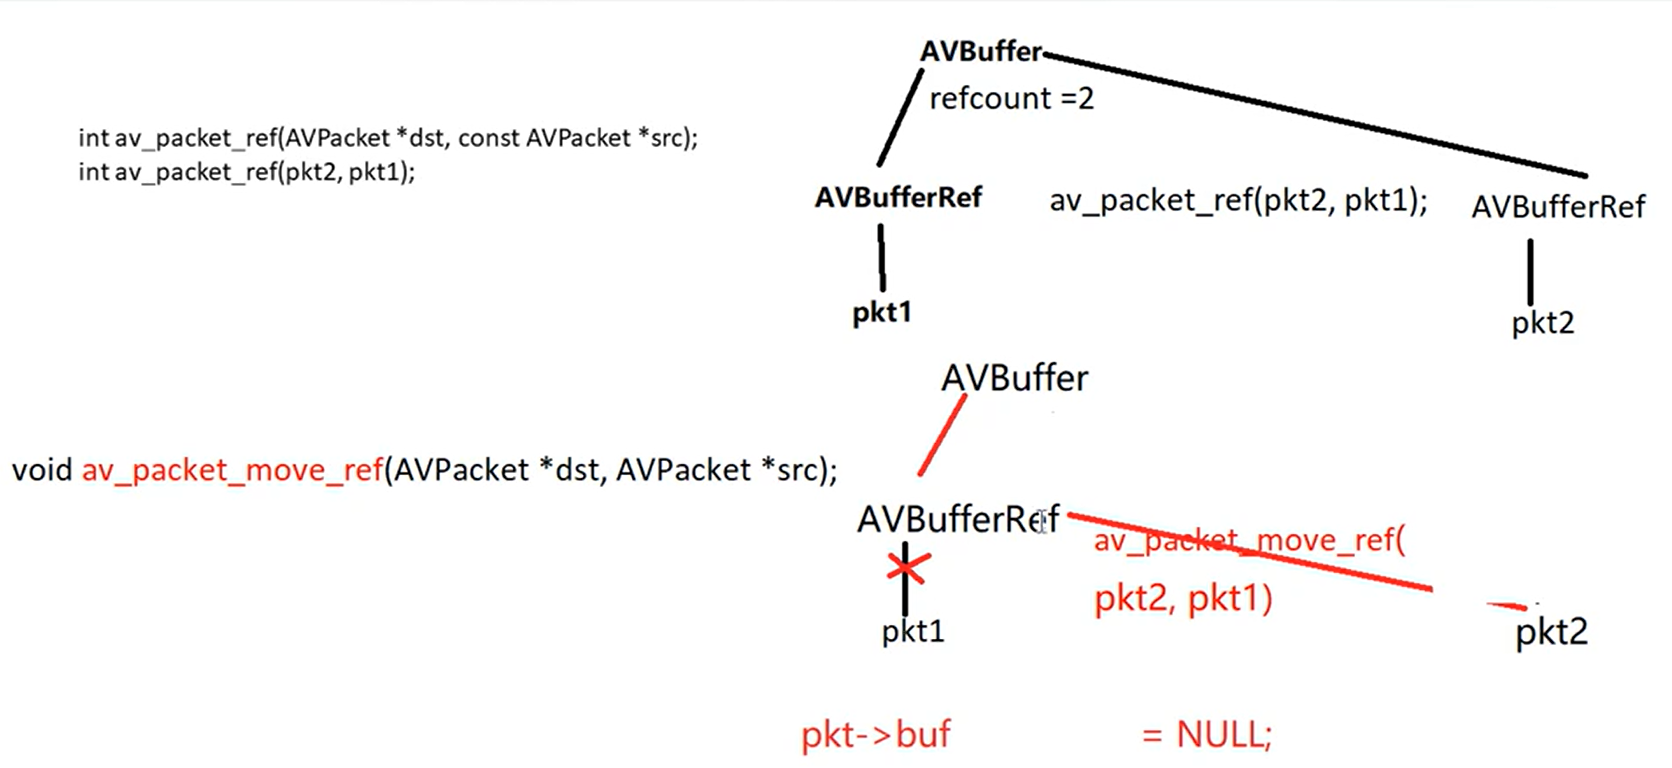 AVBuffer
refcount =2
int av_packet_ref(AVPacket *dst, const AVPacket *src);
int av_packet_ref(pkt2, pkt1);
AVBufferRef
av_packet_ref(pkt2, pkt1);
AVBufferRef
pkt1
pkt2
AVBuffer
void av_packet_move_ref(AVPacket *dst, AVPacket *src);
AVBufferRef
av_packet_move_ref(
pkt2, pkt1)
pkt1
pkt2
pkt->buf = NULL;